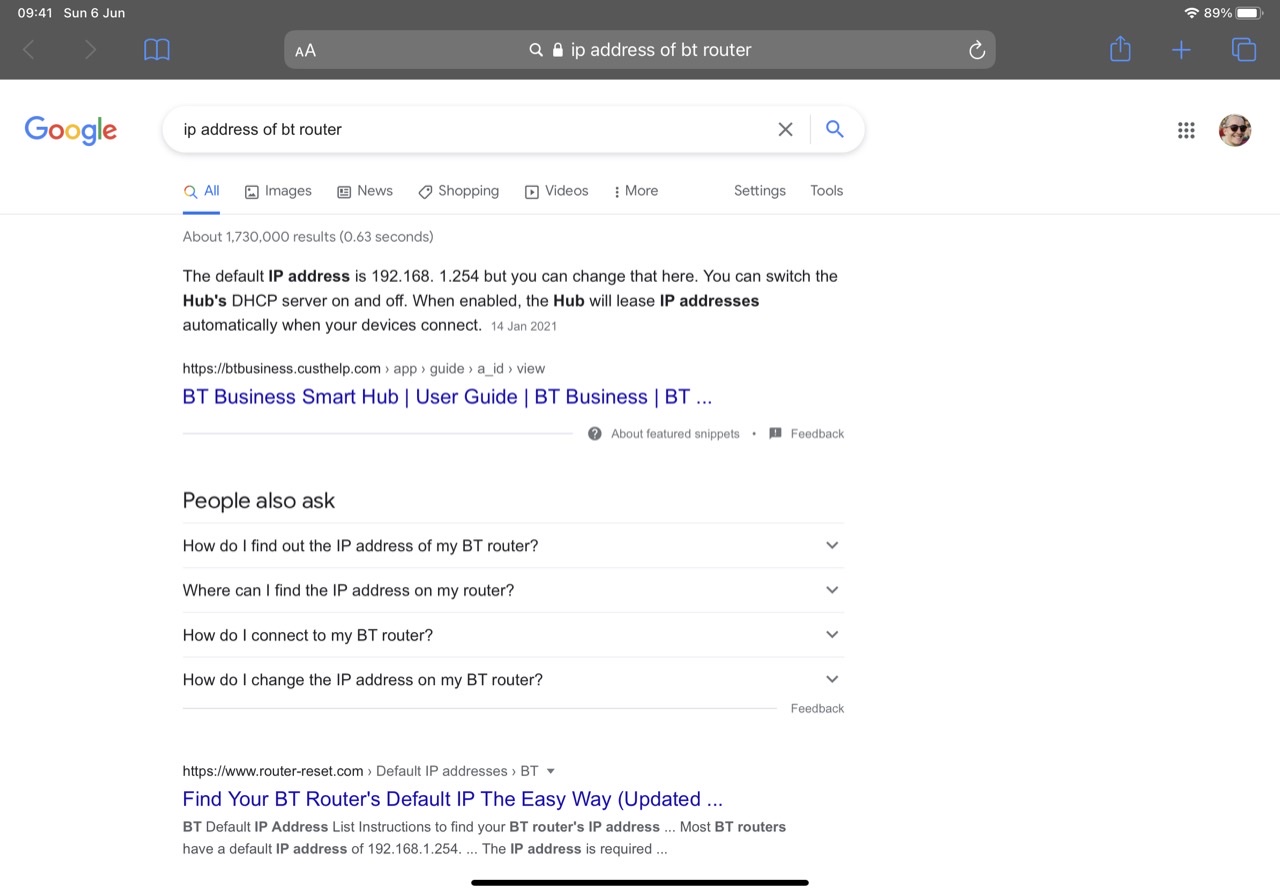 09:41 Sun 6 Jun
89%
AA
ip address of bt router
Google
ip address of bt router
All Images News Shopping Videos More Settings Tools
About 1,730,000 results (0.63 seconds)
The default IP address is 192.168. 1.254 but you can change that here. You can switch the
Hub's DHCP server on and off. When enabled, the Hub will lease IP addresses
automatically when your devices connect. 14 Jan 2021
https://btbusiness.custhelp.com › app › guide › a_id › view
BT Business Smart Hub | User Guide | BT Business | BT ...
About featured snippets • Feedback
People also ask
How do I find out the IP address of my BT router?
Where can I find the IP address on my router?
How do I connect to my BT router?
How do I change the IP address on my BT router?
Feedback
https://www.router-reset.com › Default IP addresses › BT
Find Your BT Router's Default IP The Easy Way (Updated ...
BT Default IP Address List Instructions to find your BT router's IP address ... Most BT routers
have a default IP address of 192.168.1.254. ... The IP address is required ...